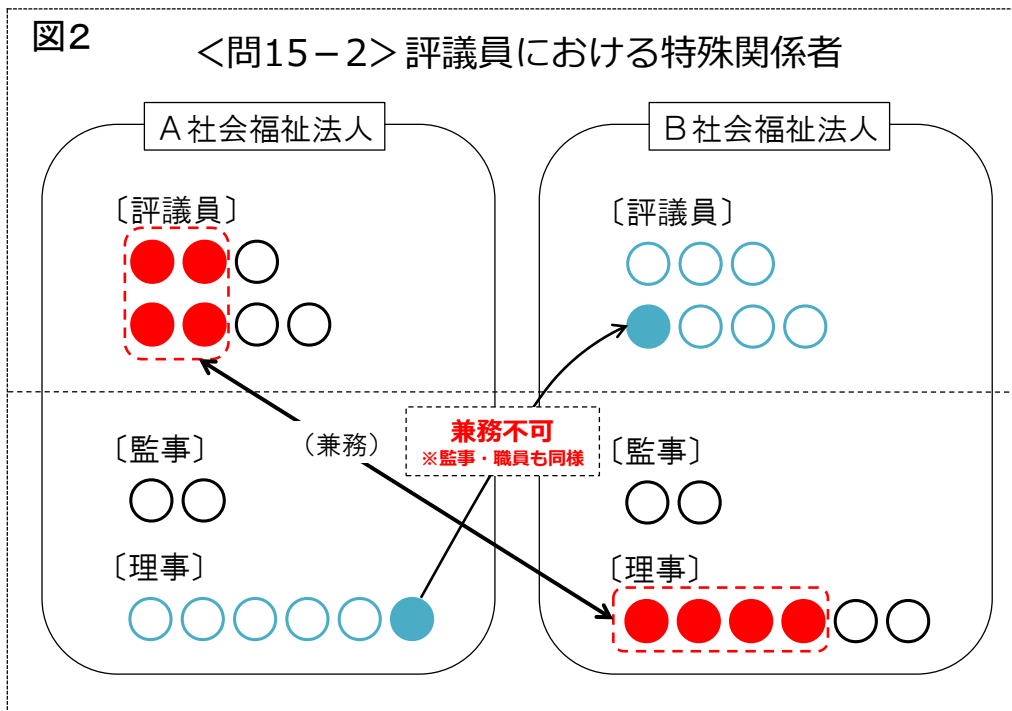 図2
<問15-2>評議員における特殊関係者
A社会福祉法人
B社会福祉法人
〔評議員〕
〔評議員〕
兼務不可
※監事・職員も同様
(兼務)
〔監事〕
〔監事〕
〔理事〕
〔理事〕